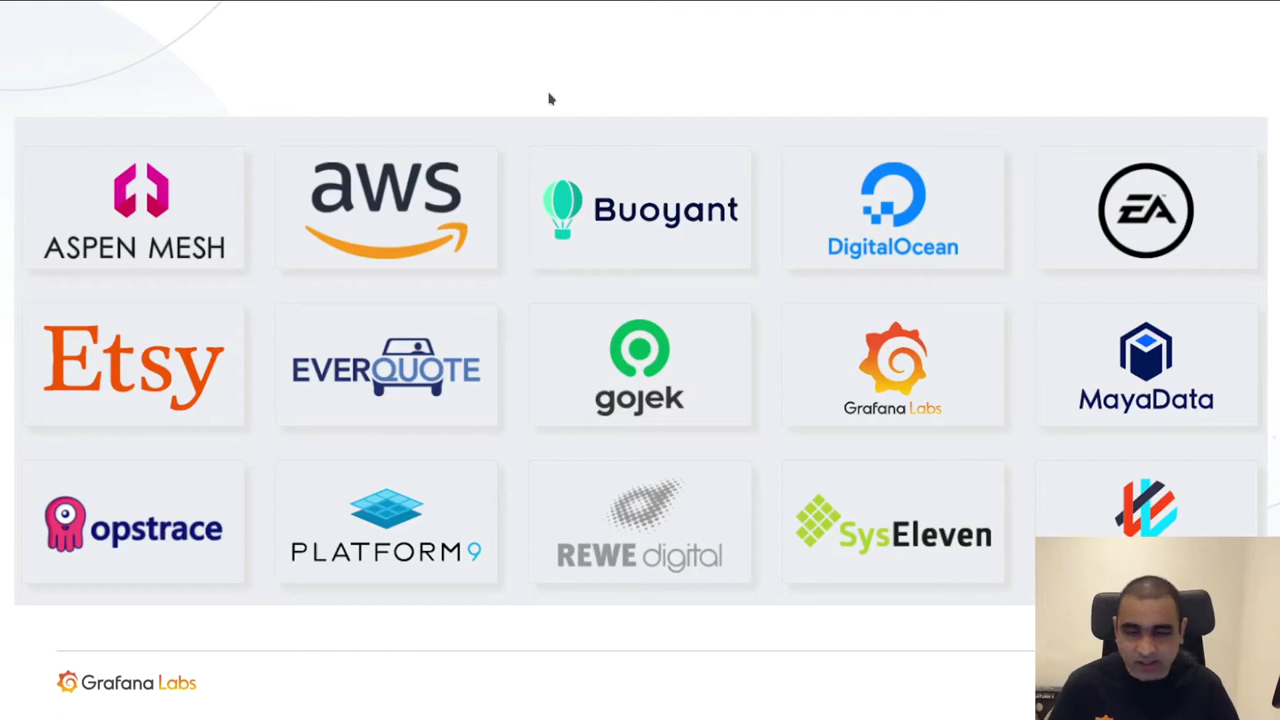 ASPEN MESH
aws
Buoyant
DigitalOcean
EA
Etsy
EVERQUOTE
gojek
Grafana Labs
MayaData
opstrace
PLATFORM9
REWE digital
SysEleven
Grafana Labs